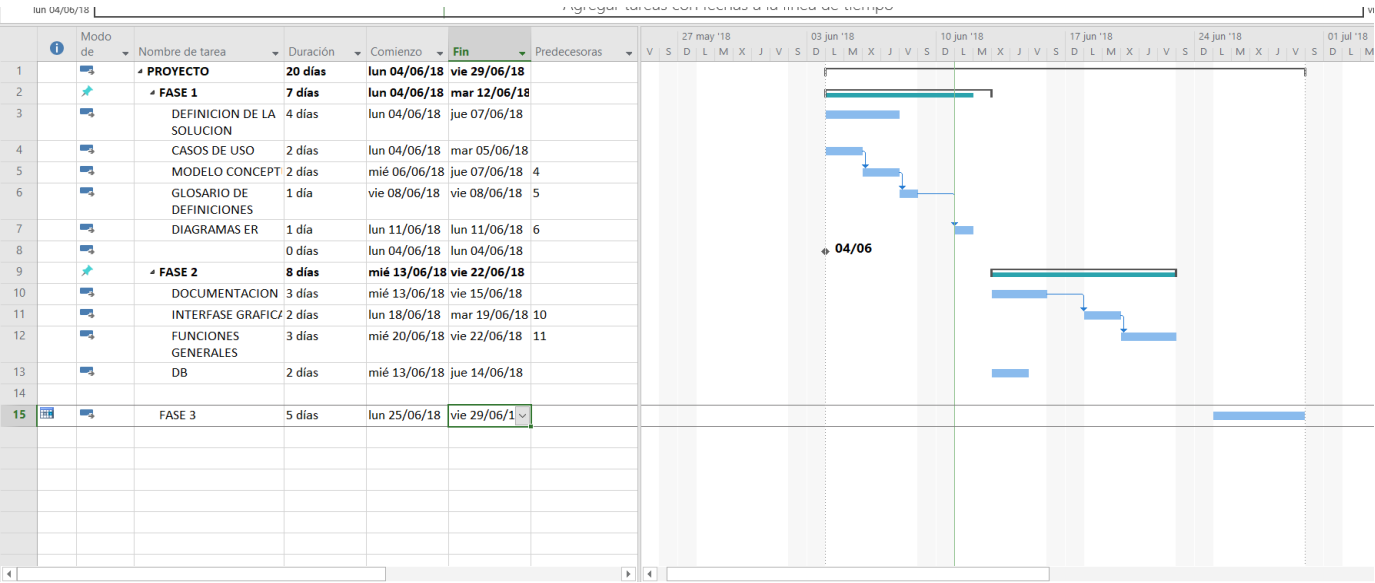 lun 04/06/18
Agregar tareas con fechas a la línea de tiempo
Modo de Nombre de tarea Duración Comienzo Fin Predecesoras
27 may '18 03 jun '18 10 jun '18 17 jun '18 24 jun '18 01 jul '18
V S D L M X J V S D L M X J V S D L M X J V S D L M X J V S D L M X J V S D L M
1 PROYECTO 20 días lun 04/06/18 vie 29/06/18
2 FASE 1 7 días lun 04/06/18 mar 12/06/18
3 DEFINICION DE LA SOLUCION 4 días lun 04/06/18 jue 07/06/18
4 CASOS DE USO 2 días lun 04/06/18 mar 05/06/18
5 MODELO CONCEPT 2 días mié 06/06/18 jue 07/06/18 4
6 GLOSARIO DE DEFINICIONES 1 día vie 08/06/18 vie 08/06/18 5
7 DIAGRAMAS ER 1 día lun 11/06/18 lun 11/06/18 6
8 0 días lun 04/06/18 lun 04/06/18 04/06
9 FASE 2 8 días mié 13/06/18 vie 22/06/18
10 DOCUMENTACION 3 días mié 13/06/18 vie 15/06/18
11 INTERFASE GRAFICA 2 días lun 18/06/18 mar 19/06/18 10
12 FUNCIONES GENERALES 3 días mié 20/06/18 vie 22/06/18 11
13 DB 2 días mié 13/06/18 jue 14/06/18
14
15 FASE 3 5 días lun 25/06/18 vie 29/06/1